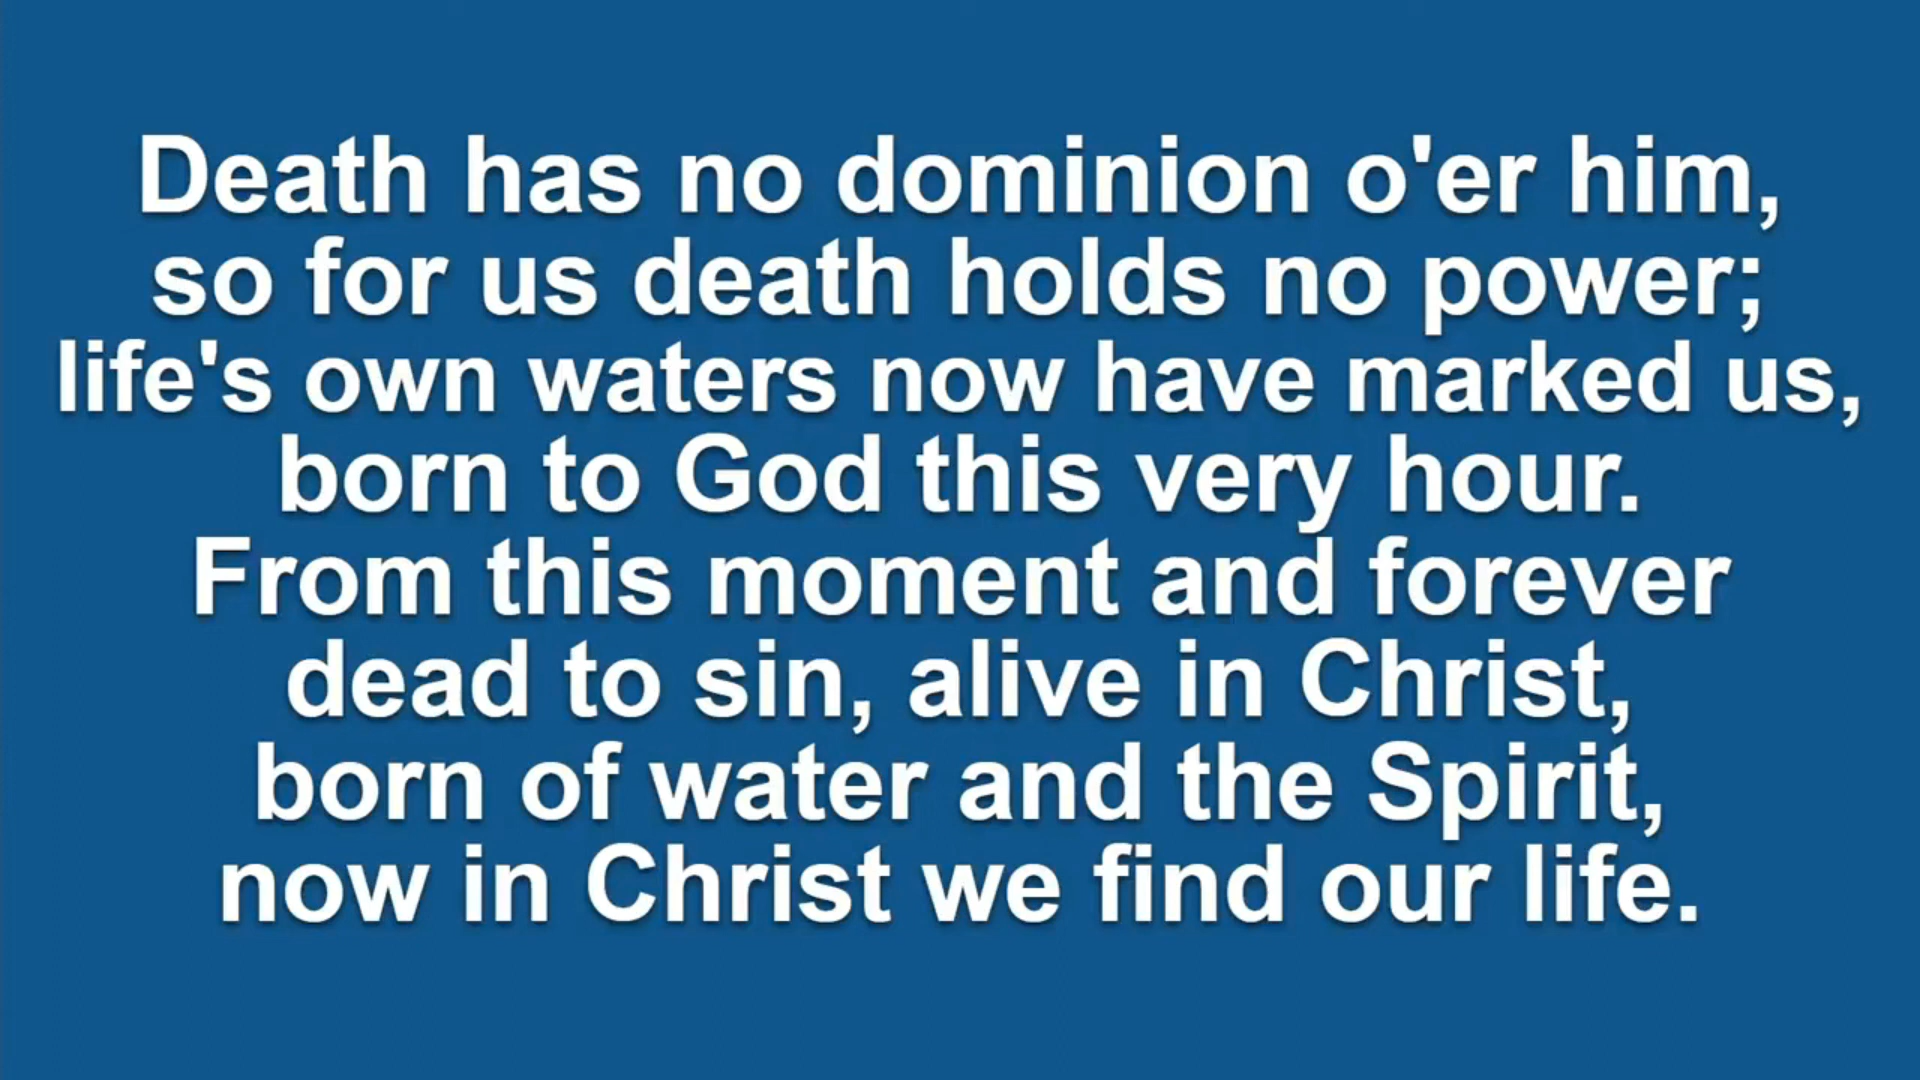 Death has no dominion o'er him,
so for us death holds no power;
life's own waters now have marked us,
born to God this very hour.
From this moment and forever
dead to sin, alive in Christ,
born of water and the Spirit,
now in Christ we find our life.